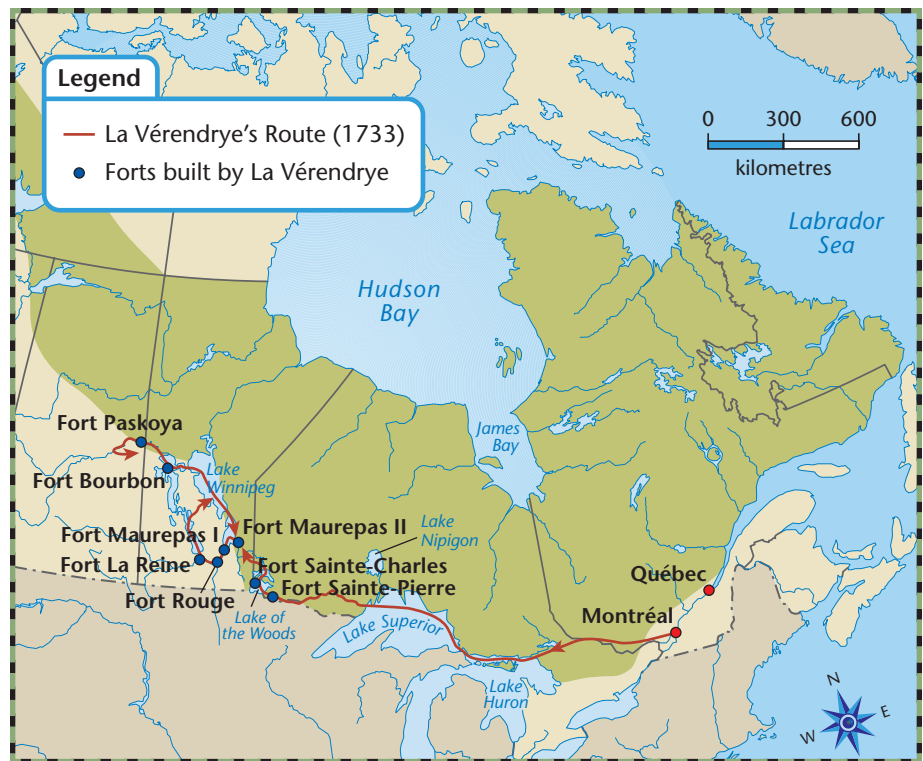 Legend
La Vérendrye's Route (1733)
Forts built by La Vérendrye
0 300 600
kilometres
Labrador
Sea
Hudson
Bay
James
Bay
Fort Paskoya
Fort Bourbon
Lake
Winnipeg
Fort Maurepas I
Fort Maurepas II
Lake
Nipigon
Fort La Reine
Fort Sainte-Charles
Fort Rouge
Fort Sainte-Pierre
Lake of
the Woods
Lake Superior
Québec
Montréal
Lake
Huron
N
E
W
S